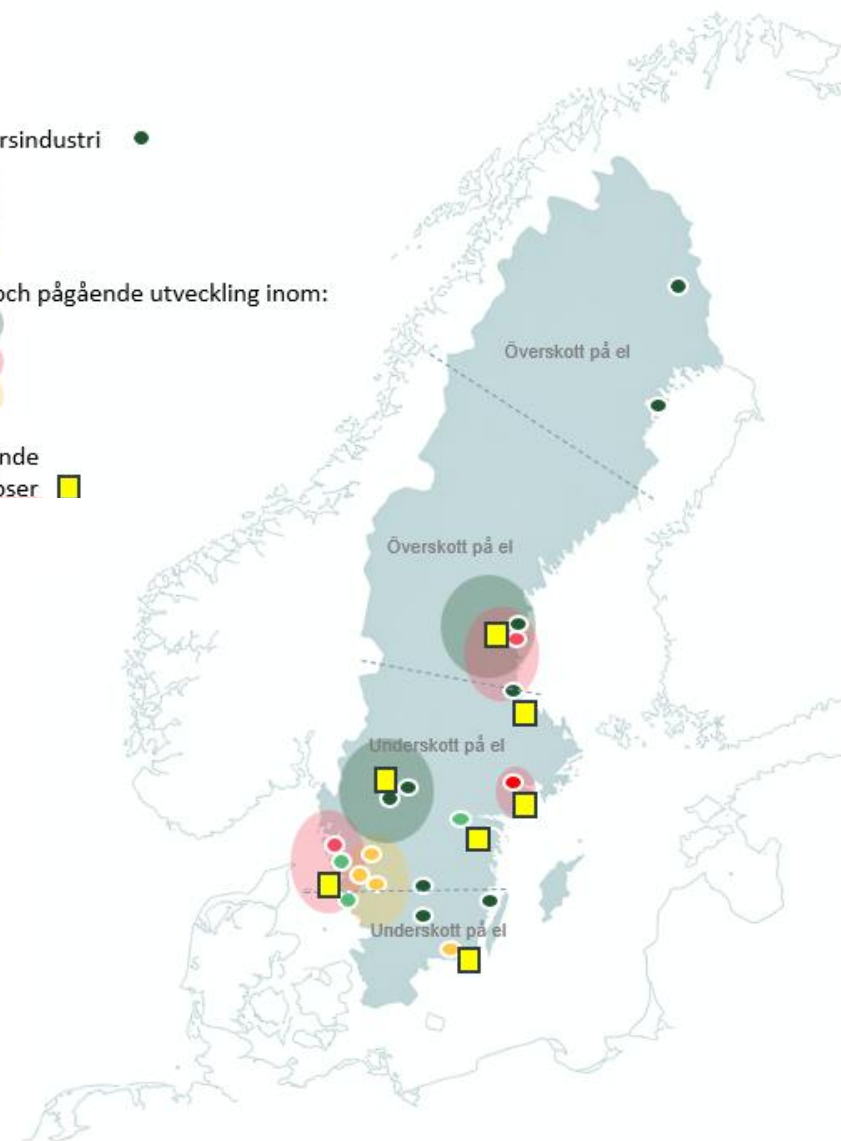 rsindustri
och pågående utveckling inom:
nde
oser
Överskott på el
Överskott på el
Underskott på el
Underskott på el